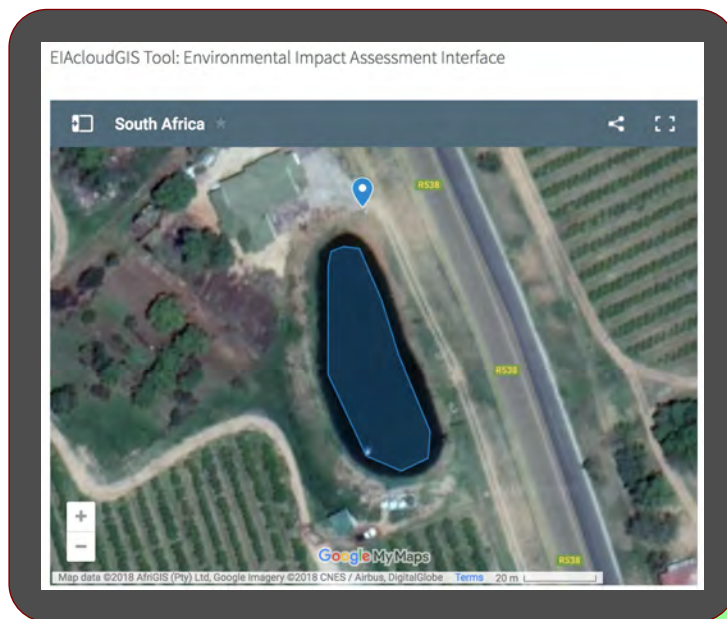 EIAcloudGIS Tool: Environmental Impact Assessment Interface
South Africa
R538
R538
R538
Google My Maps
Map data ©2018 AfriGIS (Pty) Ltd, Google Imagery ©2018 CNES / Airbus, DigitalGlobe Terms 20 m